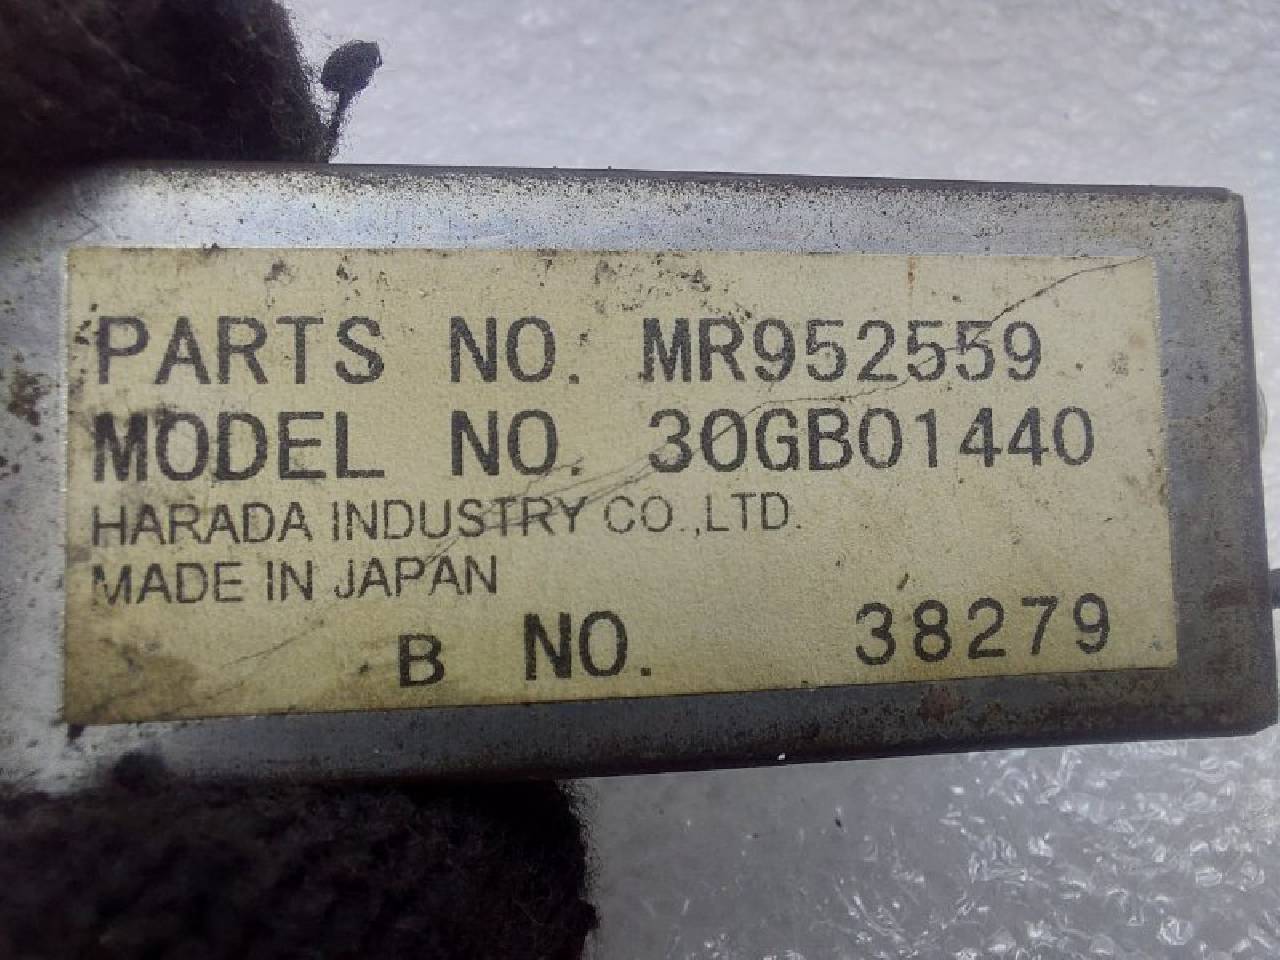 PARTS NO. MR952559
MODEL NO. 30GB01440
HARADA INDUSTRY CO.,LTD.
MADE IN JAPAN
B NO. 38279